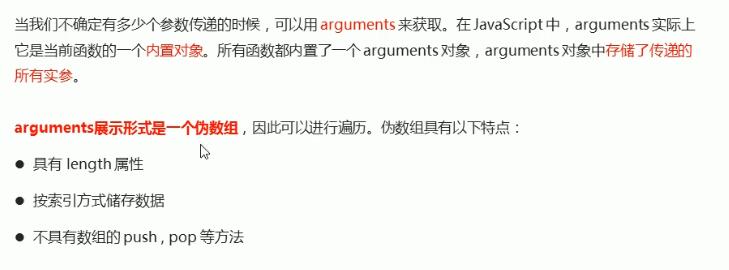 当我们不确定有多少个参数传递的时候，可以用 arguments 来获取。在 JavaScript 中，arguments 实际上
它是当前函数的一个内置对象。所有函数都内置了一个 arguments 对象，arguments 对象中存储了传递的
所有实参。
arguments展示形式是一个伪数组，因此可以进行遍历。伪数组具有以下特点：
● 具有 length 属性
● 按索引方式储存数据
● 不具有数组的 push , pop 等方法